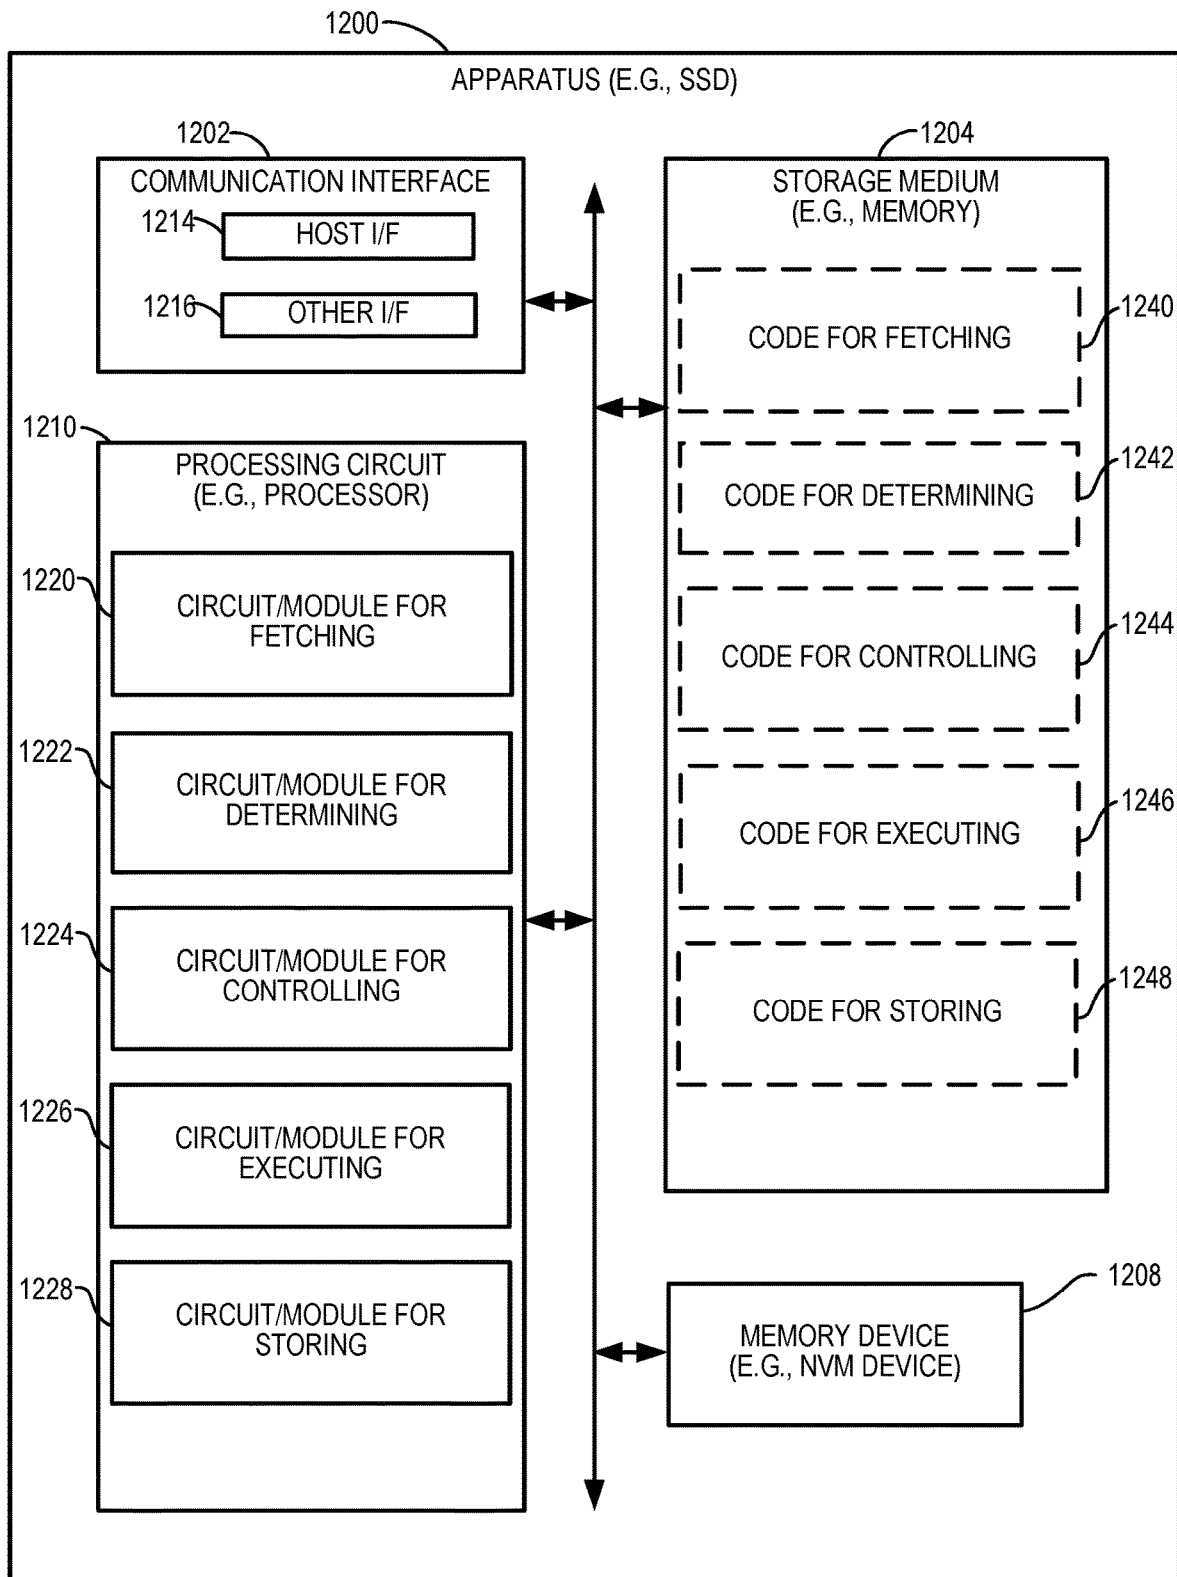 1200
APPARATUS (E.G., SSD)
1202
COMMUNICATION INTERFACE
1214
HOST I/F
1216
OTHER I/F
1210
PROCESSING CIRCUIT
(E.G., PROCESSOR)
1220
CIRCUIT/MODULE FOR
FETCHING
1222
CIRCUIT/MODULE FOR
DETERMINING
1224
CIRCUIT/MODULE FOR
CONTROLLING
1226
CIRCUIT/MODULE FOR
EXECUTING
1228
CIRCUIT/MODULE FOR
STORING
1204
STORAGE MEDIUM
(E.G., MEMORY)
1240
CODE FOR FETCHING
1242
CODE FOR DETERMINING
1244
CODE FOR CONTROLLING
1246
CODE FOR EXECUTING
1248
CODE FOR STORING
1208
MEMORY DEVICE
(E.G., NVM DEVICE)